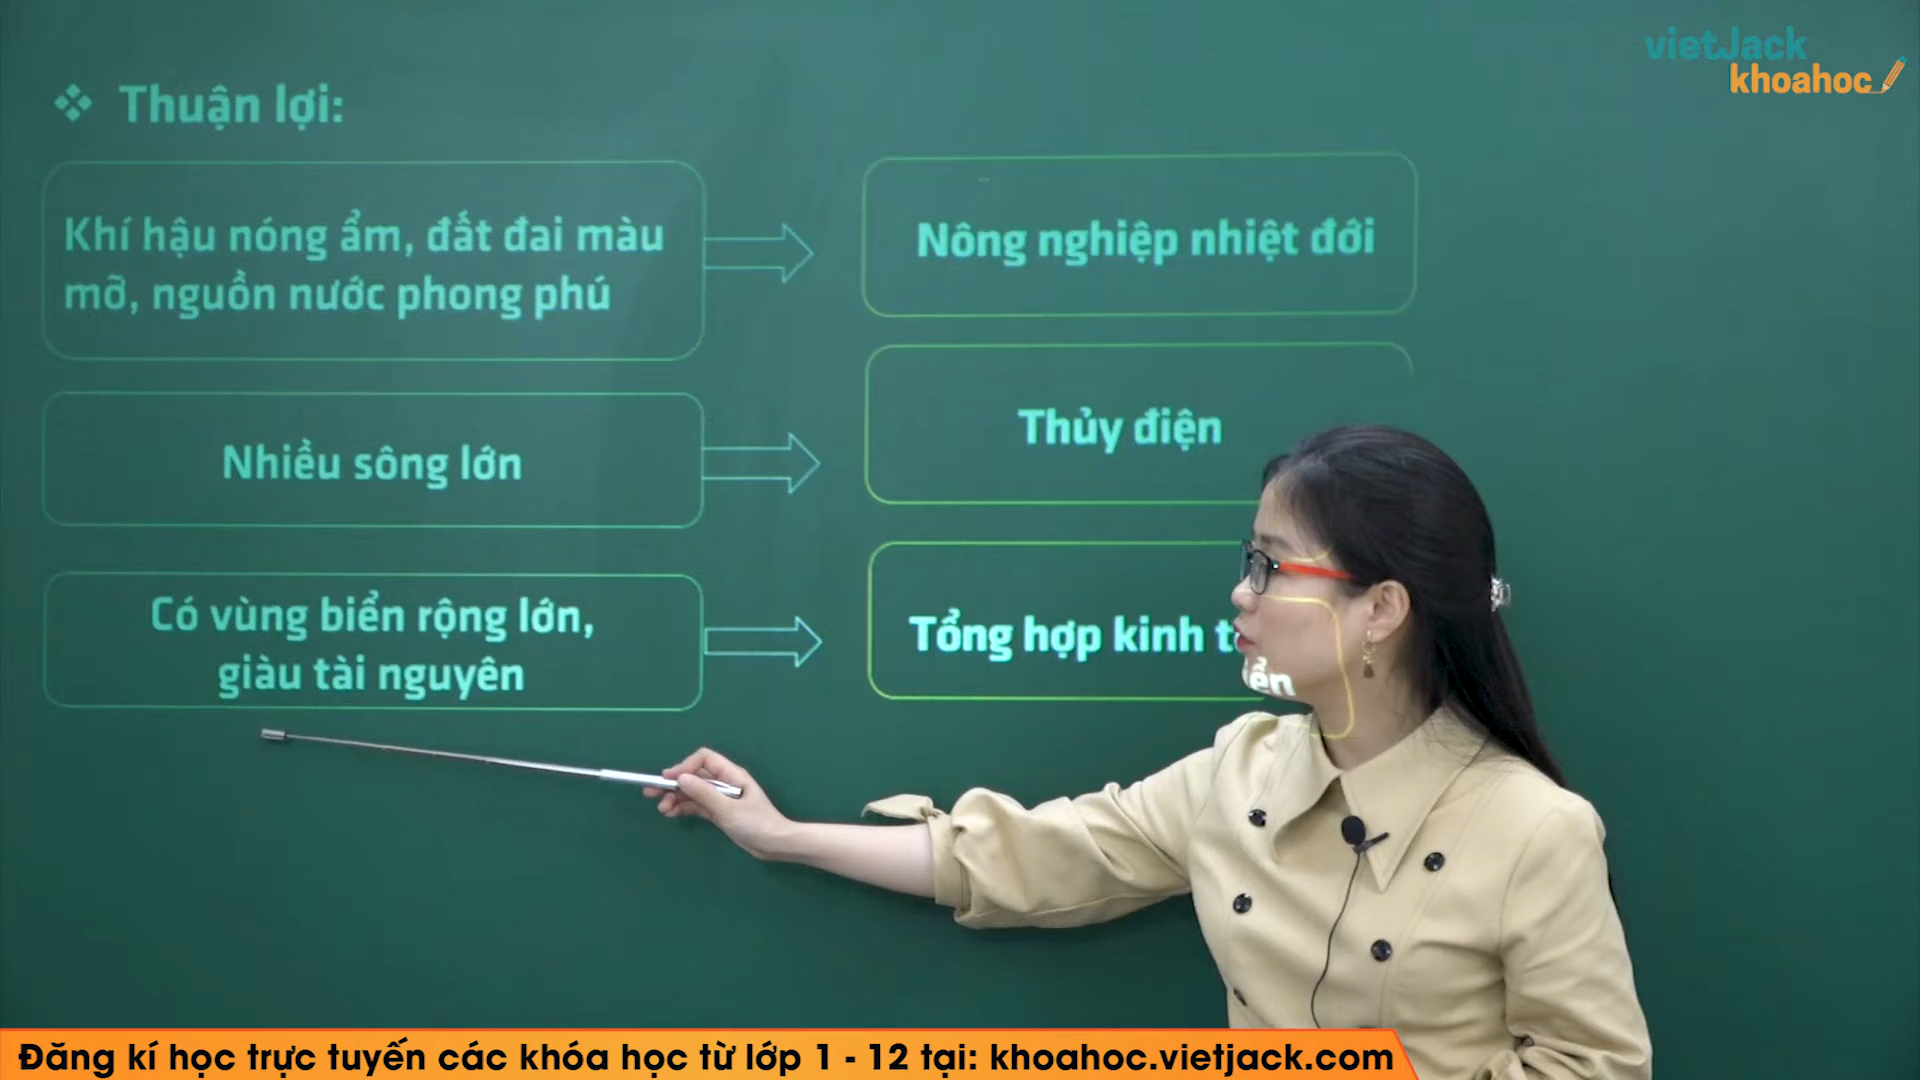 vietJack
khoahoc
Thuận lợi:
Khí hậu nóng ẩm, đất đai màu
mỡ, nguồn nước phong phú
Nông nghiệp nhiệt đới
Nhiều sông lớn
Thủy điện
Có vùng biển rộng lớn,
giàu tài nguyên
Tổng hợp kinh
Đăng kí học trực tuyến các khóa học từ lớp 1 - 12 tại: khoahoc.vietjack.com